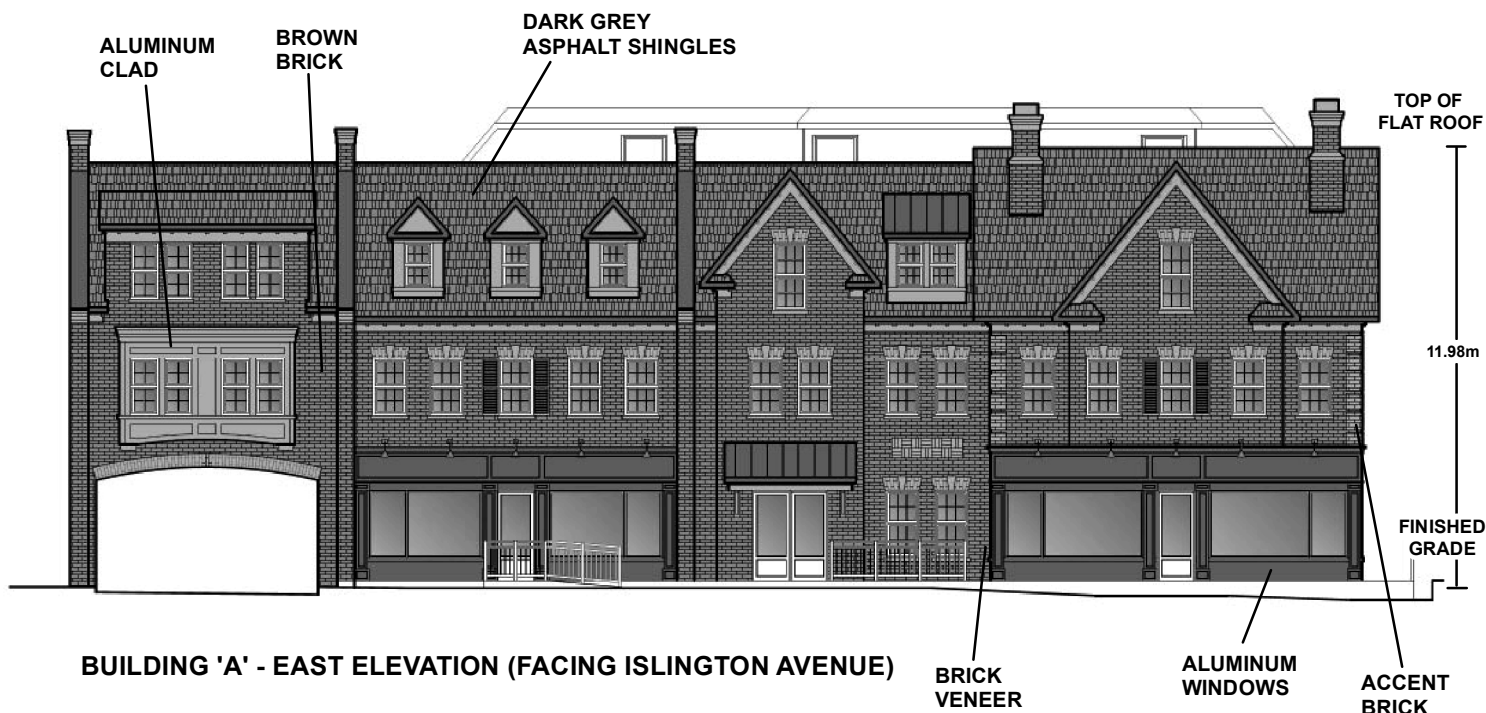 ALUMINUM
CLAD
BROWN
BRICK
DARK GREY
ASPHALT SHINGLES
TOP OF
FLAT ROOF
11.98m
FINISHED
GRADE
BUILDING 'A' - EAST ELEVATION (FACING ISLINGTON AVENUE)
BRICK
VENEER
ALUMINUM
WINDOWS
ACCENT
BRICK